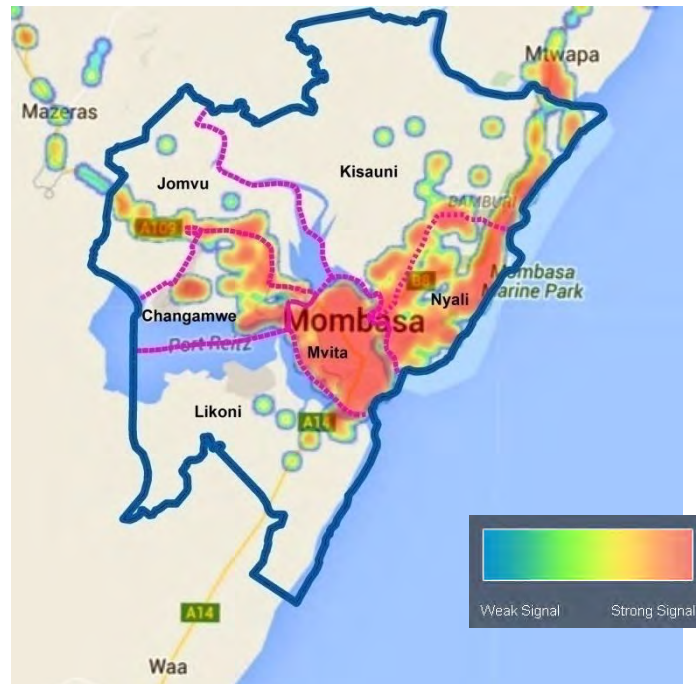 Mtwapa
Mazeras
Kisauni
Jomvu
BAMBURI
A109
B8
Mombasa
Marine Park
Nyali
Changamwe
Mombasa
Port Reitz
Mvita
Likoni
A14
Weak Signal Strong Signal
A14
Waa